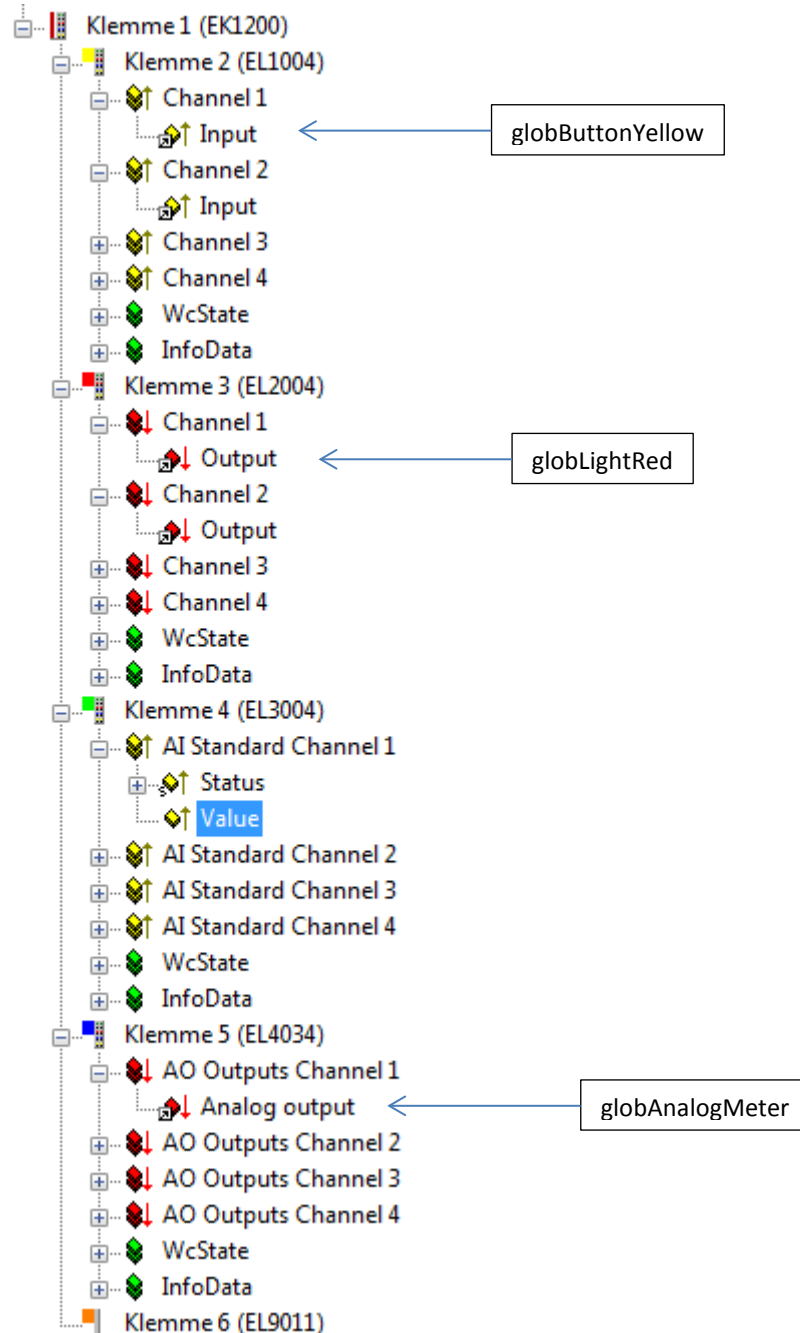 Klemme 1 (EK1200)
Klemme 2 (EL1004)
Channel 1
Input
globButtonYellow
Channel 2
Input
Channel 3
Channel 4
WcState
InfoData
Klemme 3 (EL2004)
Channel 1
Output
globLightRed
Channel 2
Output
Channel 3
Channel 4
WcState
InfoData
Klemme 4 (EL3004)
AI Standard Channel 1
Status
Value
AI Standard Channel 2
AI Standard Channel 3
AI Standard Channel 4
WcState
InfoData
Klemme 5 (EL4034)
AO Outputs Channel 1
Analog output
globAnalogMeter
AO Outputs Channel 2
AO Outputs Channel 3
AO Outputs Channel 4
WcState
InfoData
Klemme 6 (EL9011)